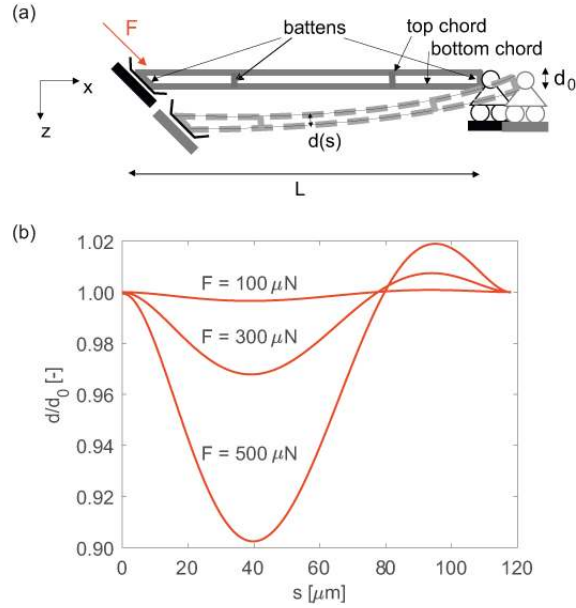 (a)
F
battens
top chord
bottom chord
x
z
d(s)
d₀
L
(b)
d/d₀ [-]
1.02
1.00
0.98
0.96
0.94
0.92
0.90
F = 100 μN
F = 300 μN
F = 500 μN
0 20 40 60 80 100 120
s [μm]